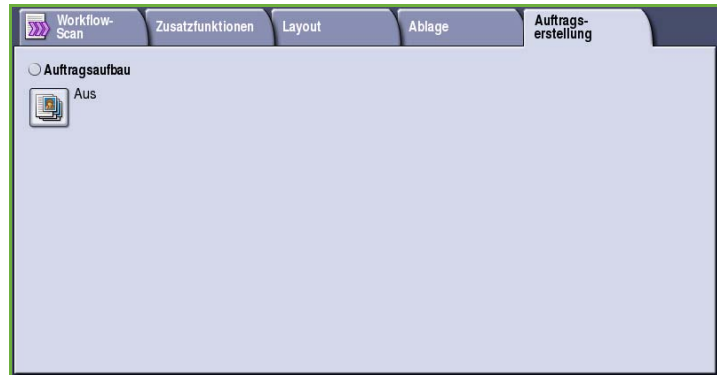 Workflow-
Scan
Zusatzfunktionen
Layout
Ablage
Auftrags-
erstellung
Auftragsaufbau
Aus